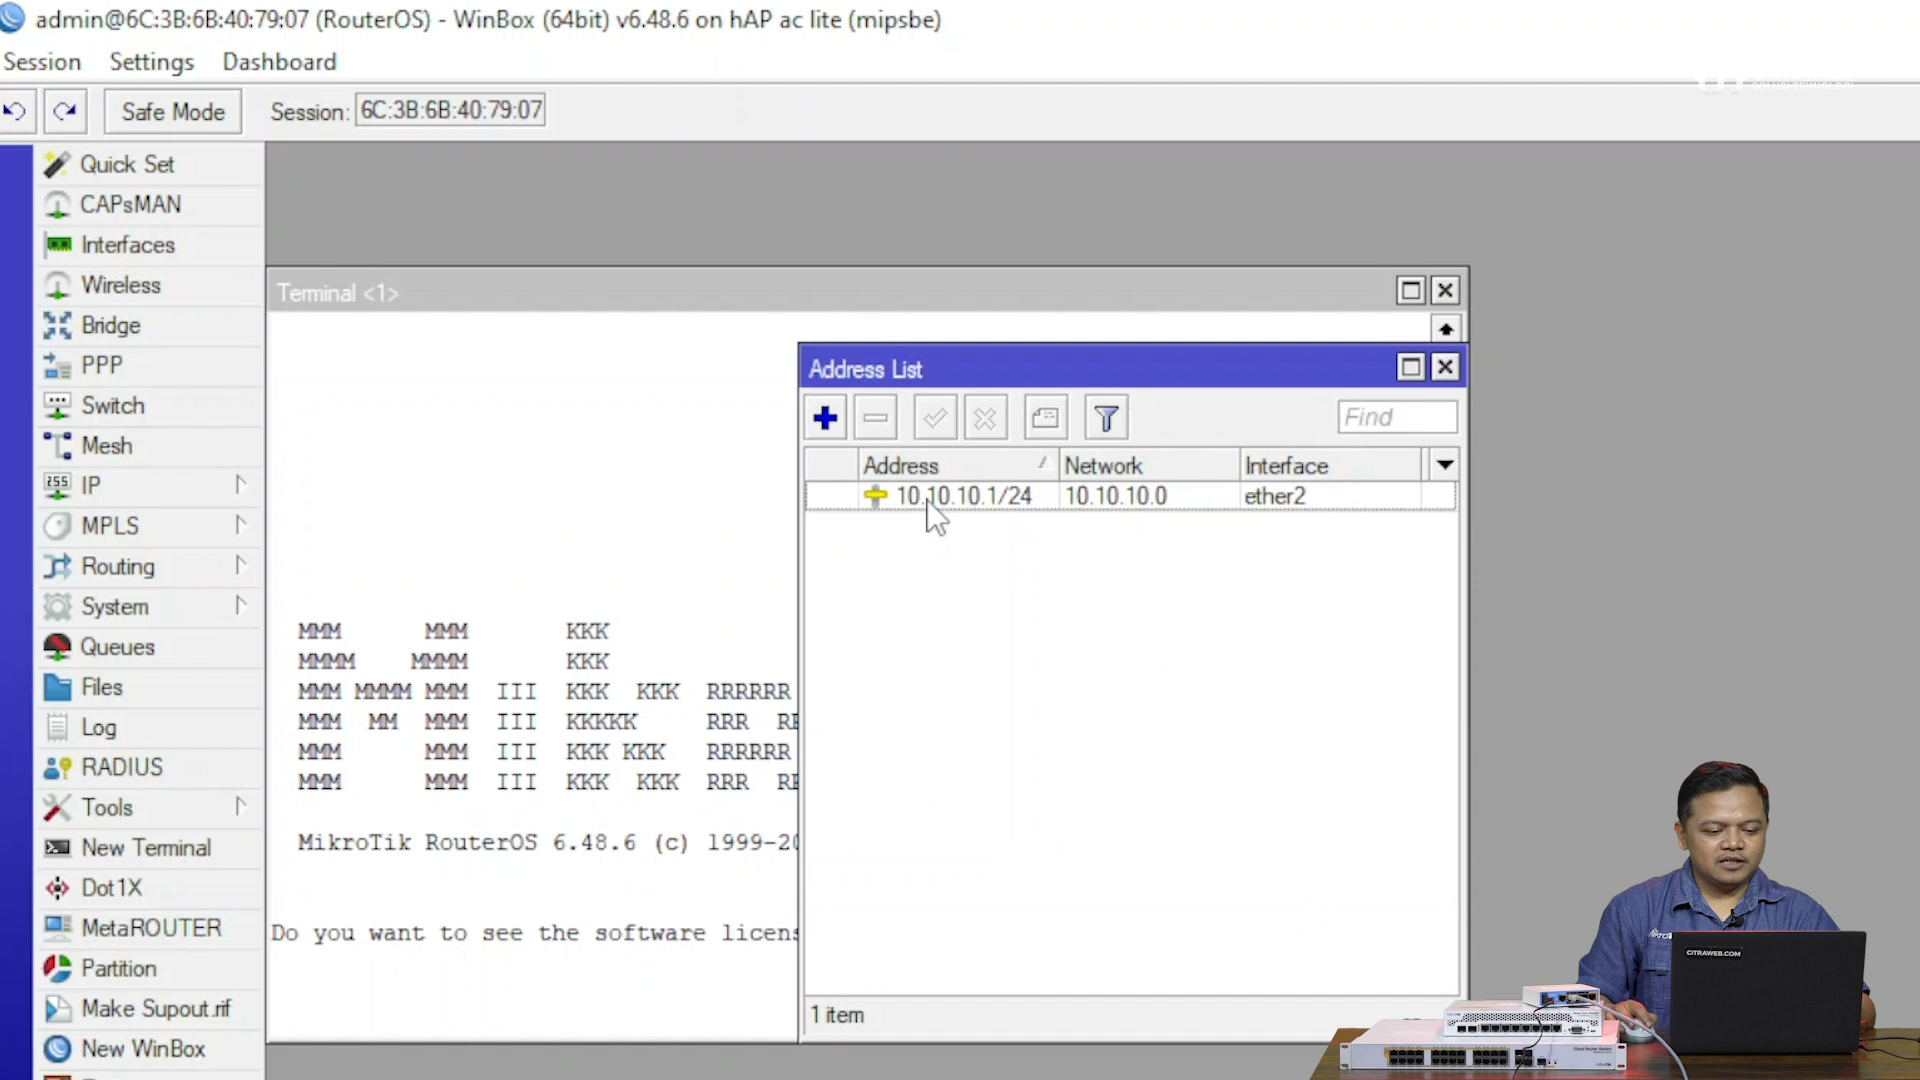 admin@6C:3B:6B:40:79:07 (RouterOS) - WinBox (64bit) v6.48.6 on hAP ac lite (mipsbe)
Session Settings Dashboard
Safe Mode Session: 6C:3B:6B:40:79:07
Quick Set
CAPsMAN
Interfaces
Wireless
Bridge
PPP
Switch
Mesh
IP
MPLS
Routing
System
Queues
Files
Log
RADIUS
Tools
New Terminal
Dot1X
MetaROUTER
Partition
Make Supout.rif
New WinBox
Terminal <1>
MMM MMM KKK
MMMM MMMM KKK
MMM MMMM MMM III KKK KKK RRRRRR
MMM MM MMM III KKKKK RRR RR
MMM MMM III KKK KKK RRRRRR
MMM MMM III KKK KKK RRR RR
MikroTik RouterOS 6.48.6 (c) 1999-20
Do you want to see the software licens
Address List
Find
Address Network Interface
10.10.10.1/24 10.10.10.0 ether2
1 item
CITRAWEB.COM